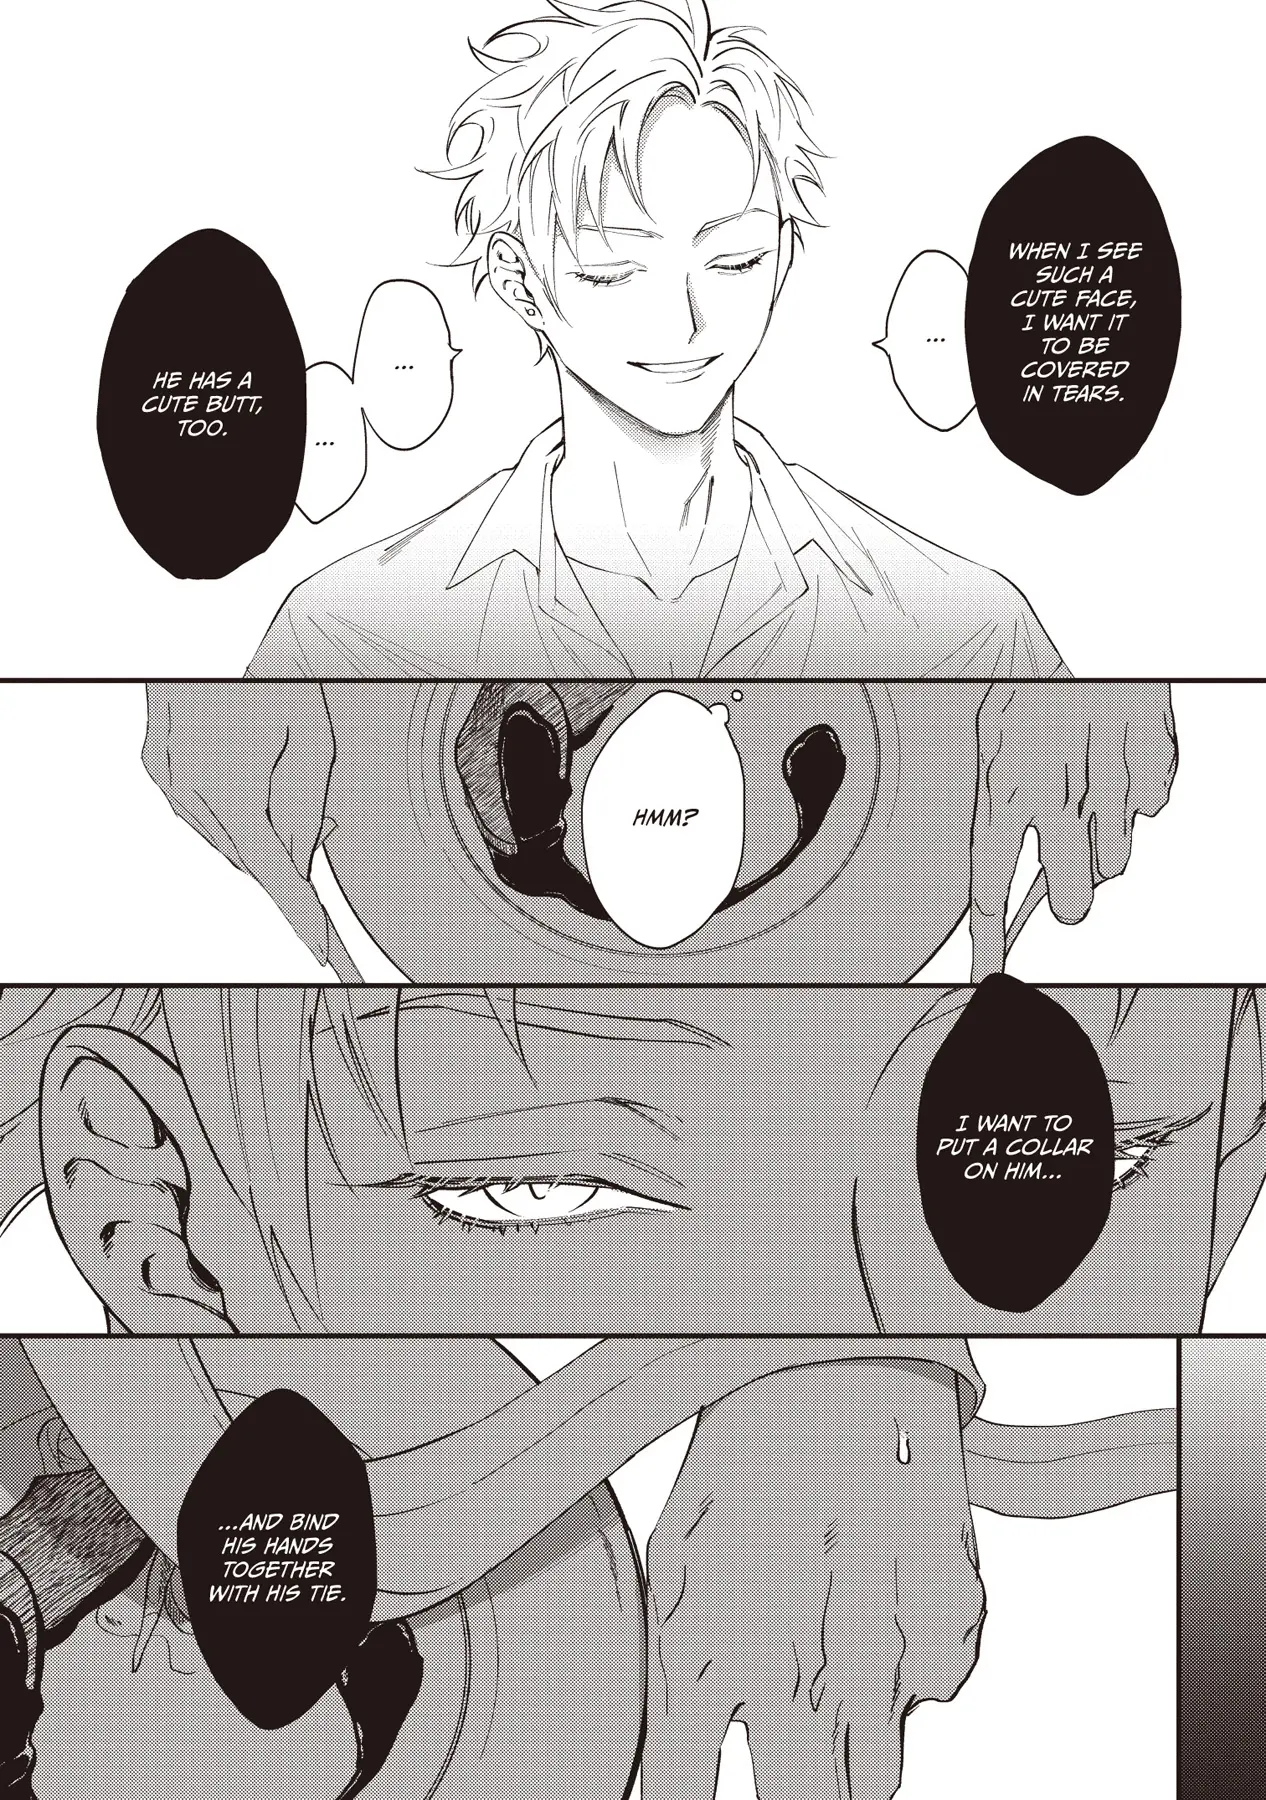 WHEN I SEE
SUCH A
CUTE FACE,
I WANT IT
TO BE
COVERED
IN TEARS.
...
...
...
HE HAS A
CUTE BUTT,
TOO.
HMM?
I WANT TO
PUT A COLLAR
ON HIM...
...AND BIND
HIS HANDS
TOGETHER
WITH HIS TIE.